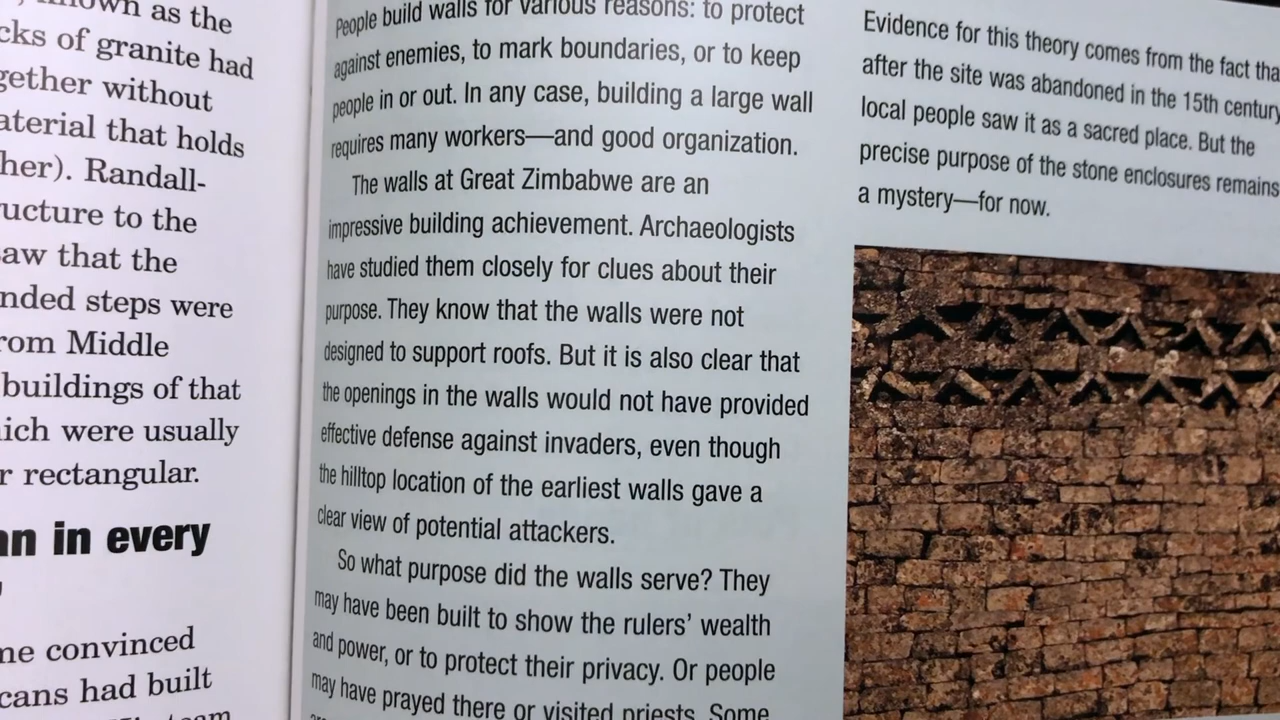 known as the
cks of granite had
gether without
aterial that holds
her). Randall-
ucture to the
saw that the
nded steps were
rom Middle
buildings of that
ich were usually
r rectangular.
an in every
me convinced
cans had built
team
People build walls for various reasons: to protect
against enemies, to mark boundaries, or to keep
people in or out. In any case, building a large wall
requires many workers—and good organization.
The walls at Great Zimbabwe are an
impressive building achievement. Archaeologists
have studied them closely for clues about their
purpose. They know that the walls were not
designed to support roofs. But it is also clear that
the openings in the walls would not have provided
effective defense against invaders, even though
the hilltop location of the earliest walls gave a
clear view of potential attackers.
So what purpose did the walls serve? They
may have been built to show the rulers' wealth
and power, or to protect their privacy. Or people
may have prayed there or visited priests. Some
Evidence for this theory comes from the fact tha
after the site was abandoned in the 15th century
local people saw it as a sacred place. But the
precise purpose of the stone enclosures remains
a mystery—for now.